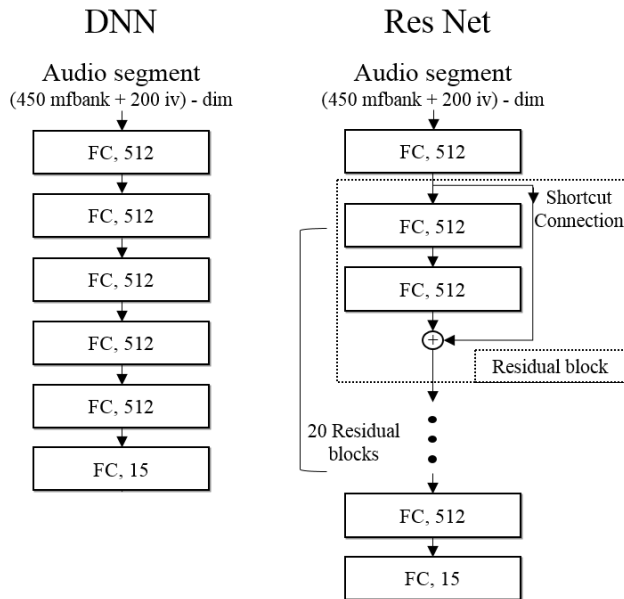 DNN
Audio segment
(450 mfbank + 200 iv) - dim
FC, 512
FC, 512
FC, 512
FC, 512
FC, 512
FC, 15
Res Net
Audio segment
(450 mfbank + 200 iv) - dim
FC, 512
Shortcut
Connection
FC, 512
FC, 512
+
Residual block
20 Residual
blocks
FC, 512
FC, 15